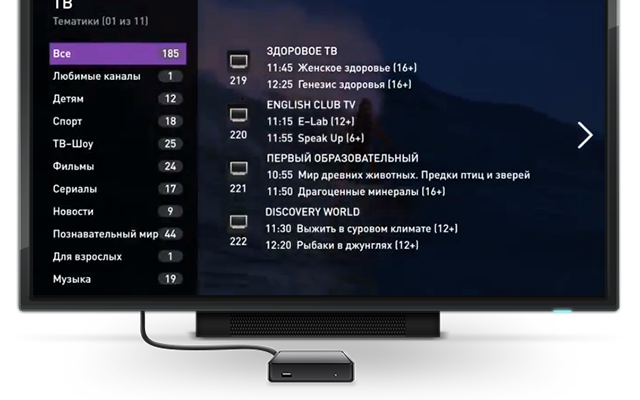 ТВ
Тематики (01 из 11)
Все 185
Любимые каналы 1
Детям 12
Спорт 18
ТВ-Шоу 25
Фильмы 24
Сериалы 17
Новости 9
Познавательный мир 44
Для взрослых 1
Музыка 19
ЗДОРОВОЕ ТВ
219
11:45 Женское здоровье (16+)
12:25 Генезис здоровья (16+)
ENGLISH CLUB TV
220
11:15 E-Lab (12+)
11:55 Speak Up (6+)
ПЕРВЫЙ ОБРАЗОВАТЕЛЬНЫЙ
221
10:55 Мир древних животных. Предки птиц и зверей
11:50 Драгоценные минералы (16+)
DISCOVERY WORLD
222
11:30 Выжить в суровом климате (12+)
12:20 Рыбаки в джунглях (12+)